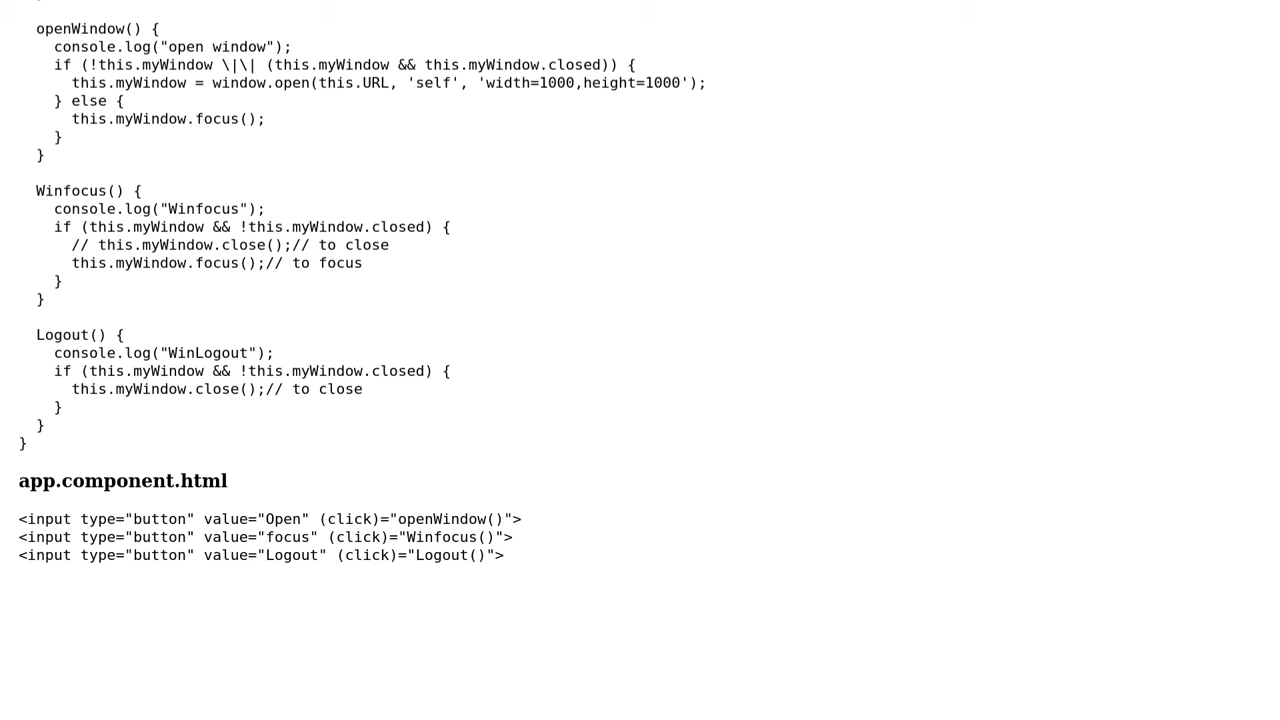 openWindow() {
console.log("open window");
if (!this.myWindow \|\| (this.myWindow && this.myWindow.closed)) {
this.myWindow = window.open(this.URL, 'self', 'width=1000,height=1000');
} else {
this.myWindow.focus();
}
}
Winfocus() {
console.log("Winfocus");
if (this.myWindow && !this.myWindow.closed) {
// this.myWindow.close();// to close
this.myWindow.focus();// to focus
}
}
Logout() {
console.log("WinLogout");
if (this.myWindow && !this.myWindow.closed) {
this.myWindow.close();// to close
}
}
}
app.component.html
<input type="button" value="Open" (click)="openWindow()">
<input type="button" value="focus" (click)="Winfocus()">
<input type="button" value="Logout" (click)="Logout()">